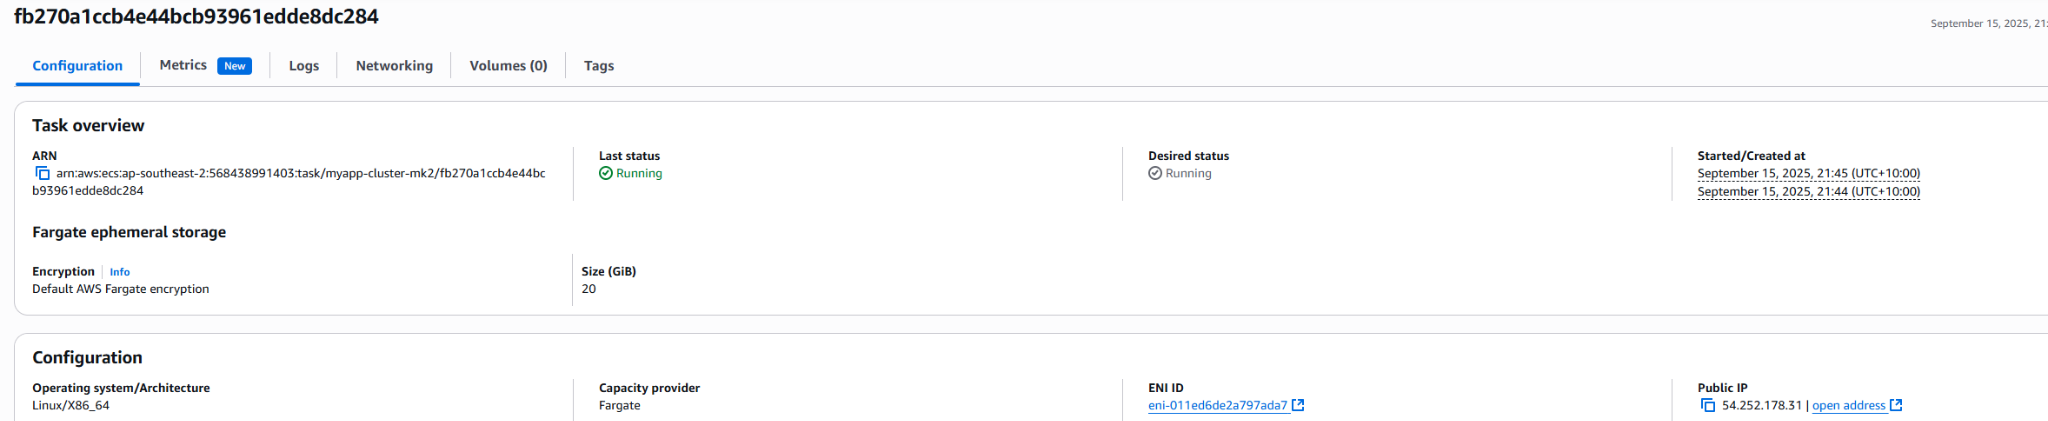 fb270a1ccb4e44bcb93961edde8dc284
September 15, 2025, 21:
Configuration
Metrics New
Logs
Networking
Volumes (0)
Tags
Task overview
ARN
arn:aws:ecs:ap-southeast-2:568438991403:task/myapp-cluster-mk2/fb270a1ccb4e44bc
b93961edde8dc284
Last status
Running
Desired status
Running
Started/Created at
September 15, 2025, 21:45 (UTC+10:00)
September 15, 2025, 21:44 (UTC+10:00)
Fargate ephemeral storage
Encryption Info
Default AWS Fargate encryption
Size (GiB)
20
Configuration
Operating system/Architecture
Linux/X86_64
Capacity provider
Fargate
ENI ID
eni-011ed6de2a797ada7
Public IP
54.252.178.31 | open address